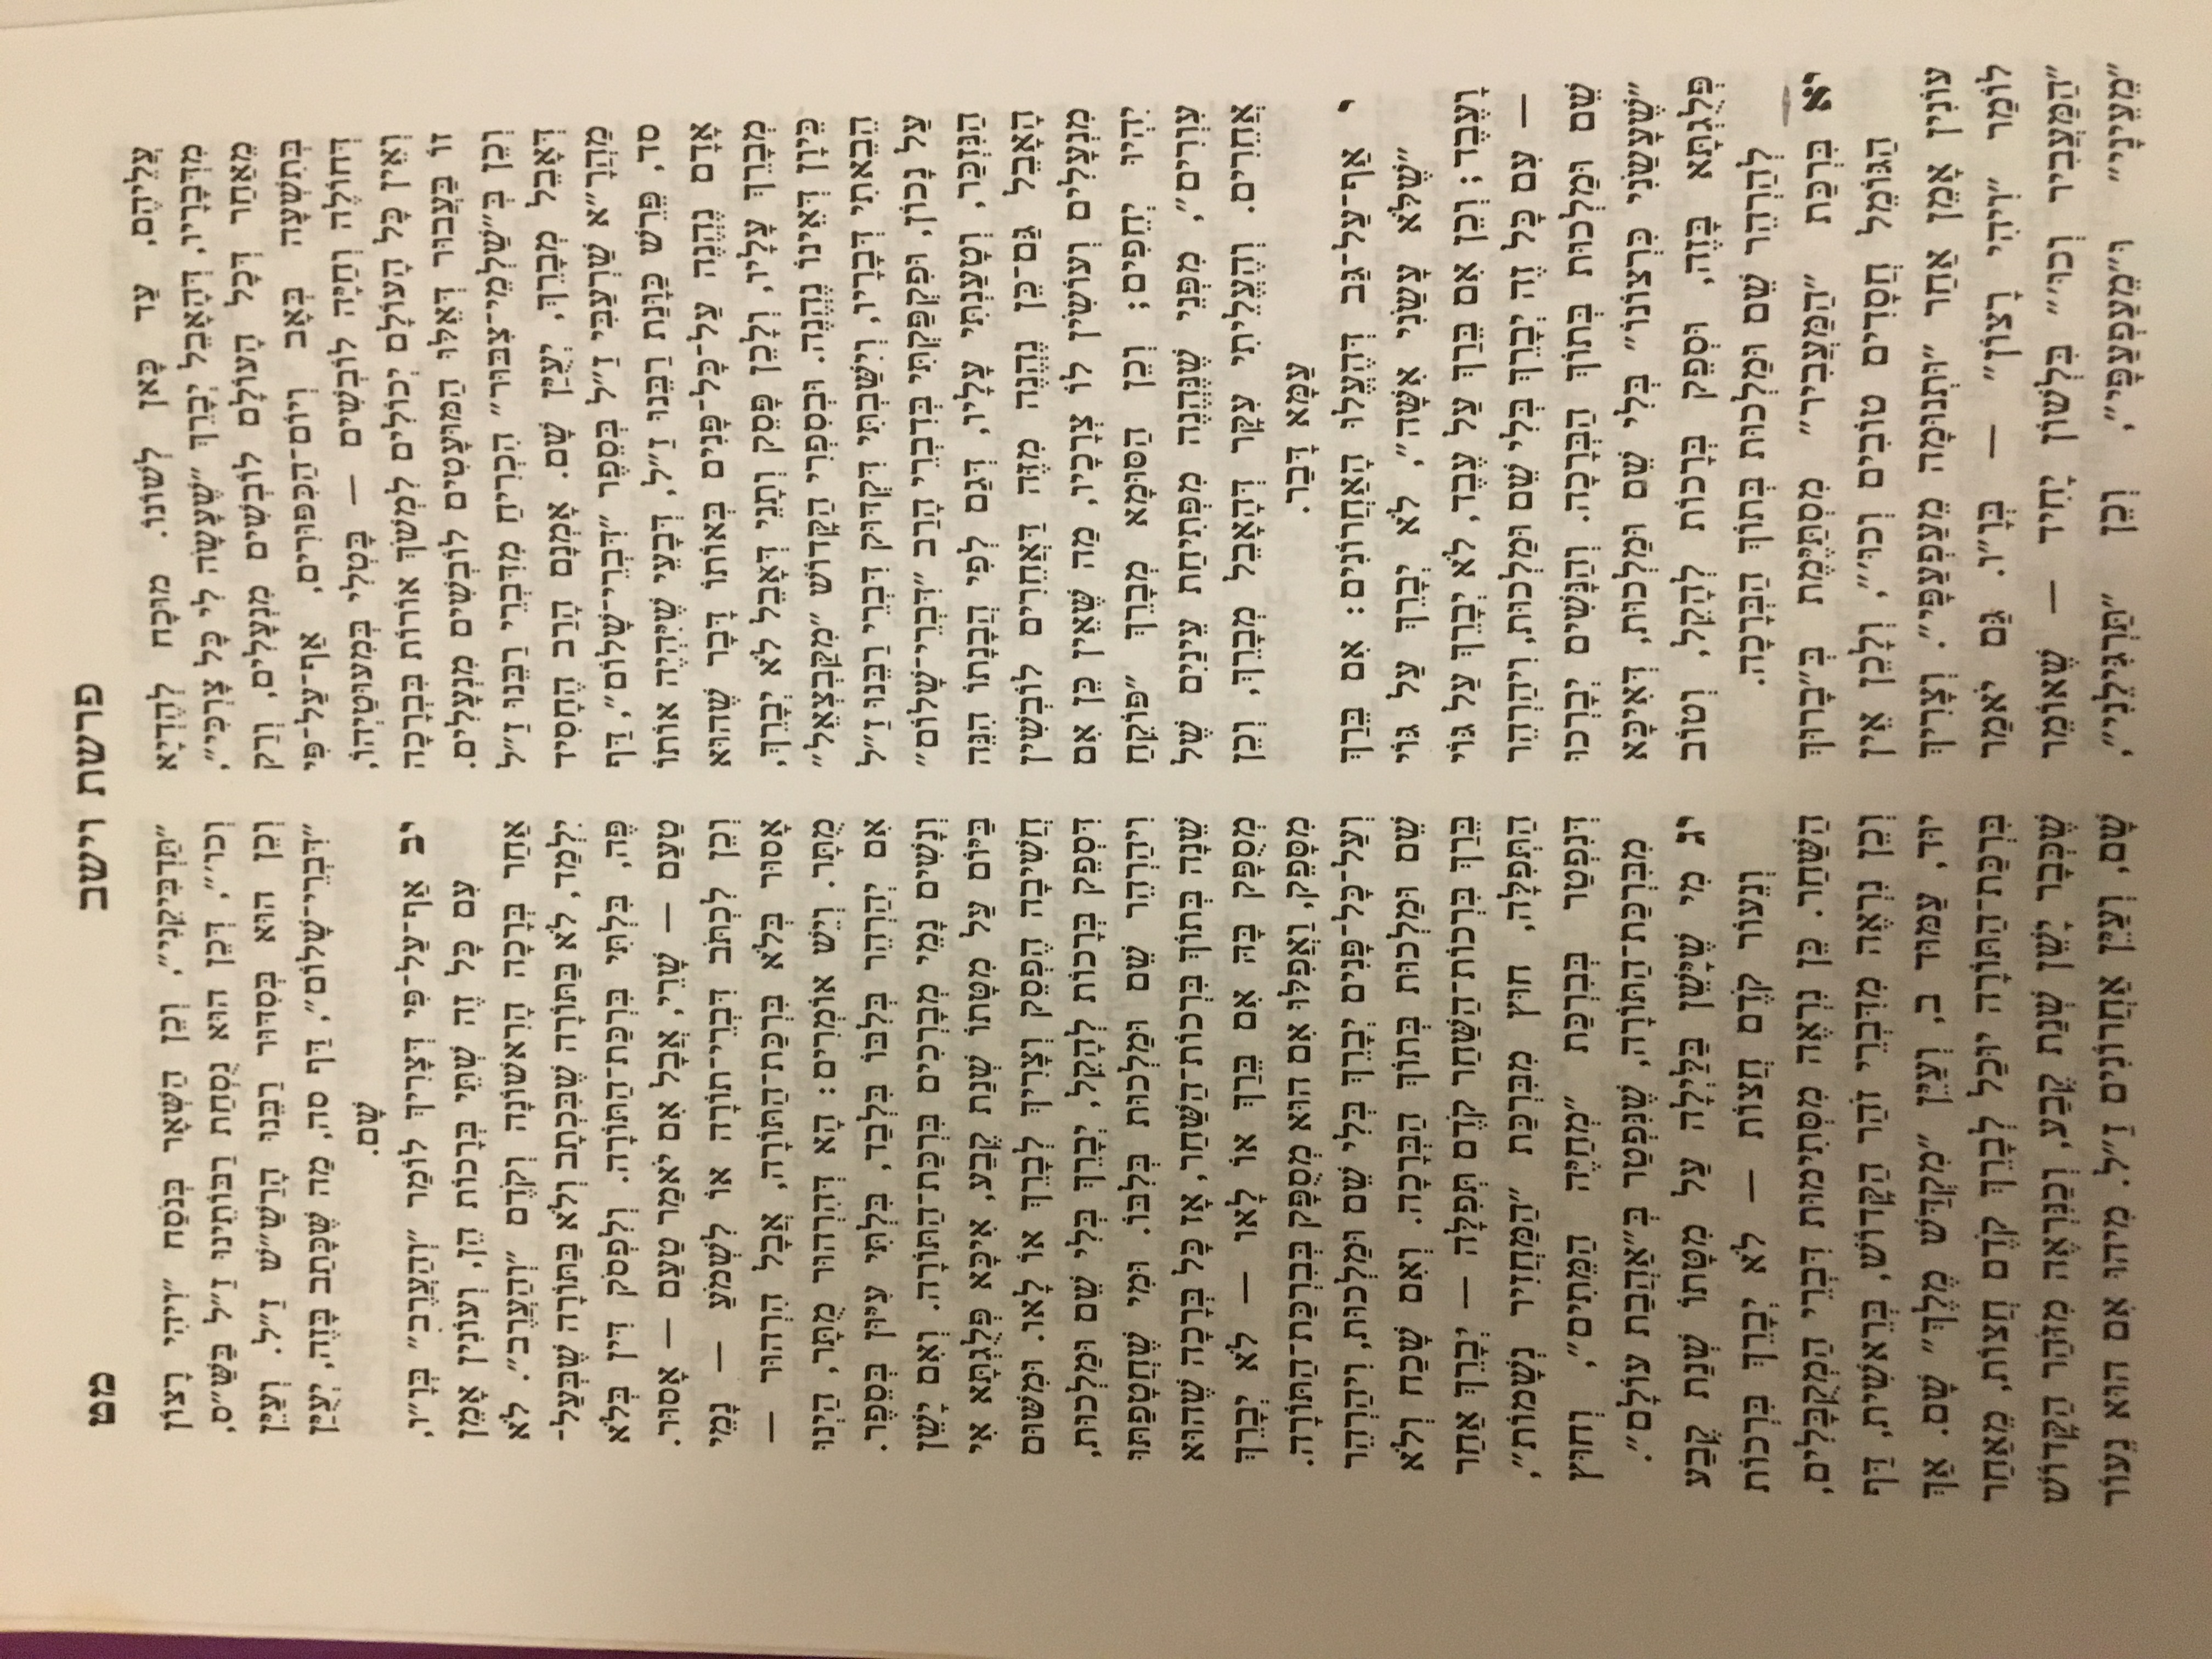 פרשת וישב
מט
עֲלֵיהֶם, עַד כָּאן לְשׁוֹנוֹ. מוּכָח לְהֶדְיָא
מִדְּבָרָיו, דְּהָאָבֵל יְבָרֵךְ ״שֶׁעָשָׂה לִי כָּל צָרְכִּי״,
מֵאַחַר דְּכָל הָעוֹלָם לוֹבְשִׁים מִנְעָלִים, וְרַק
בְּתִשְׁעָה בְּאָב וְיוֹם־הַכִּפּוּרִים, אַף־עַל־פִּי
דְּחוֹלֶה וְחַיָּה לוֹבְשִׁים — בָּטְלֵי בְּמִעוּטַיְהוּ,
וְאֵין כָּל הָעוֹלָם יְכוֹלִים לִמְשֹׁךְ אוֹרוֹת בִּבְרָכָה
זוֹ בַּעֲבוּר דְּאֵלּוּ הַמּוּעָטִים לוֹבְשִׁים מִנְעָלִים.
וְכֵן בְּ״שַׁלְמֵי־צִבּוּר״ הִכְרִיחַ מִדִּבְרֵי רַבֵּנוּ זַ״ל
דְּאָבֵל מְבָרֵךְ, יְעֻיַּן שָׁם. אָמְנָם הָרַב הֶחָסִיד
מַהֲרָ״א שַׁרְעַבִּי זַ״ל בְּסֵפֶר ״דִּבְרֵי־שָׁלוֹם״, דַּף
סד, פֵּרֵשׁ כַּוָּנַת רַבֵּנוּ זַ״ל, דְּבָעֵי שֶׁיִּהְיֶה אוֹתוֹ
אָדָם נֶהֱנֶה עַל־כָּל־פָּנִים בְּאוֹתוֹ דָּבָר שֶׁהוּא
מְבָרֵךְ עָלָיו, וְלָכֵן פָּסֵק וְתָנֵי דְּאָבֵל לֹא יְבָרֵךְ,
כֵּיוָן דְּאֵינוֹ נֶהֱנֶה. וּבְסִפְרִי הַקָּדוֹשׁ ״מִקַּבְצְאֵל״
הֵבֵאתִי דְּבָרָיו, וְיִשַּׁבְתִּי דִּקְדּוּק דִּבְרֵי רַבֵּנוּ זַ״ל
עַל נָכוֹן, וּפִקְפַּקְתִּי בְּדִבְרֵי הָרַב ״דִּבְרֵי־שָׁלוֹם״
הַנִּזְכָּר, וְטָעַנְתִּי עָלָיו, דְּגַם לְפִי הֲבָנָתוֹ הִנֵּה
הָאָבֵל גַּם־כֵּן נֶהֱנֶה מִזֶּה דַּאֲחֵרִים לוֹבְשִׁין
מִנְעָלִים וְעוֹשִׂין לוֹ צְרָכָיו, מַה שֶּׁאֵין כֵּן אִם
יִהְיוּ יְחֵפִים; וְכֵן הַסּוּמָא מְבָרֵךְ ״פּוֹקֵחַ
עִוְרִים״, מִפְּנֵי שֶׁנֶּהֱנֶה מִפְּתִיחַת עֵינַיִם שֶׁל
אֲחֵרִים. וְהֶעֱלֵיתִי עִקָּר דְּהָאָבֵל מְבָרֵךְ, וְכֵן
עַמָּא דָּבַר.
י אַף־עַל־גַּב דְּהֶעֱלוּ הָאַחֲרוֹנִים: אִם בֵּרַךְ
״שֶׁלֹּא עָשַׂנִי אִשָּׁה״, לֹא יְבָרֵךְ עַל גּוֹי
וָעֶבֶד; וְכֵן אִם בֵּרַךְ עַל עֶבֶד, לֹא יְבָרֵךְ עַל גּוֹי
— עִם כָּל זֶה יְבָרֵךְ בְּלִי שֵׁם וּמַלְכוּת, וִיהַרְהֵר
שֵׁם וּמַלְכוּת בְּתוֹךְ הַבְּרָכָה. וְהַנָּשִׁים יְבָרְכוּ
״שֶׁעָשַׂנִי כִּרְצוֹנוֹ״ בְּלִי שֵׁם וּמַלְכוּת, דְּאִיכָּא
פְּלֻגְתָּא בָּזֶה, וּסְפֵק בְּרָכוֹת לְהָקֵל, וְטוֹב
לְהַרְהֵר שֵׁם וּמַלְכוּת בְּתוֹךְ הַבְּרָכָה.
יא בִּרְכַּת ״הַמַּעֲבִיר״ מִסְתַּיֶּמֶת בְּ״בָרוּךְ
הַגּוֹמֵל חֲסָדִים טוֹבִים וְכוּ׳״, וְלָכֵן אֵין
עוֹנִין אָמֵן אַחַר ״וּתְנוּמָה מֵעַפְעַפָּי״. וְצָרִיךְ
לוֹמַר ״וִיהִי רָצוֹן״ — בְּוָ״ו. גַּם יֹאמַר
״הַמַּעֲבִיר וְכוּ׳״ בִּלְשׁוֹן יָחִיד — שֶׁאוֹמֵר
״מֵעֵינָי״ וּ״מֵעַפְעַפָּי״, וְכֵן ״תַּרְגִּילֵנִי״,
״תַּדְבִּיקֵנִי״, וְכֵן הַשְּׁאָר בְּנֹסַח ״וִיהִי רָצוֹן
וְכוּ׳״, דְּכֵן הוּא נֻסְחַת רַבּוֹתֵינוּ זַ״ל בַּשַּׁ״ס,
וְכֵן הוּא בְּסִדּוּר רַבֵּנוּ הָרַשַׁ״שׁ זַ״ל. וְעַיֵּן
״דִּבְרֵי־שָׁלוֹם״, דַּף סה, מַה שֶּׁכָּתַב בָּזֶה, יְעֻיַּן
שָׁם.
יב אַף־עַל־פִּי דְּצָרִיךְ לוֹמַר ״וְהַעֲרֶב״ בְּוָ״ו,
עִם כָּל זֶה שְׁתֵּי בְּרָכוֹת הֵן, וְעוֹנִין אָמֵן
אַחַר בְּרָכָה הָרִאשׁוֹנָה וְקֹדֶם ״וְהַעֲרֶב״. לֹא
יִלְמַד, לֹא בַּתּוֹרָה שֶׁבִּכְתָב וְלֹא בַּתּוֹרָה שֶׁבְּעַל־
פֶּה, בִּלְתִּי בִּרְכַּת־הַתּוֹרָה. וְלִפְסֹק דִּין בְּלֹא
טַעַם — שָׁרֵי, אֲבָל אִם יֹאמַר טַעַם — אָסוּר.
וְכֵן לִכְתֹּב דִּבְרֵי־תוֹרָה אוֹ לִשְׁמֹעַ — נָמֵי
אָסוּר בְּלֹא בִּרְכַּת־הַתּוֹרָה, אֲבָל הִרְהוּר —
מֻתָּר. וְיֵשׁ אוֹמְרִים: הָא דְּהִרְהוּר מֻתָּר, הַיְנוּ
אִם יְהַרְהֵר בְּלִבּוֹ בִּלְבַד, בִּלְתִּי עִיּוּן בְּסֵפֶר.
וְנָשִׁים נָמֵי מְבָרְכִים בִּרְכַּת־הַתּוֹרָה. וְאִם יָשֵׁן
בַּיּוֹם עַל מִטָּתוֹ שְׁנַת קֶבַע, אִיכָּא פְּלֻגְתָּא אִי
חֲשִׁיבָה הֶפְסֵק וְצָרִיךְ לְבָרֵךְ אוֹ לָאו. וּמִשּׁוּם
דִּסְפֵק בְּרָכוֹת לְהָקֵל, יְבָרֵךְ בְּלִי שֵׁם וּמַלְכוּת,
וִיהַרְהֵר שֵׁם וּמַלְכוּת בְּלִבּוֹ. וּמִי שֶׁחֲטָפַתּוּ
שֵׁנָה בְּתוֹךְ בִּרְכוֹת־הַשַּׁחַר, אָז כָּל בְּרָכָה שֶׁהוּא
מְסֻפָּק בָּהּ אִם בֵּרַךְ אוֹ לָאו — לֹא יְבָרֵךְ
מִסָּפֵק, וַאֲפִלּוּ אִם הוּא מְסֻפָּק בְּבִרְכַּת־הַתּוֹרָה.
וְעַל־כָּל־פָּנִים יְבָרֵךְ בְּלִי שֵׁם וּמַלְכוּת, וִיהַרְהֵר
שֵׁם וּמַלְכוּת בְּתוֹךְ הַבְּרָכָה. וְאִם שָׁכַח וְלֹא
בֵּרַךְ בִּרְכוֹת־הַשַּׁחַר קֹדֶם תְּפִלָּה — יְבָרֵךְ אַחַר
הַתְּפִלָּה, חוּץ מִבִּרְכַּת ״הַמַּחֲזִיר נְשָׁמוֹת״,
דְּנִפְטַר בְּבִרְכַּת ״מְחַיֵּה הַמֵּתִים״, וְחוּץ
מִבִּרְכַּת־הַתּוֹרָה, שֶׁנִּפְטַר בְּ״אַהֲבַת עוֹלָם״.
יג מִי שֶׁיָּשֵׁן בַּלַּיְלָה עַל מִטָּתוֹ שְׁנַת קֶבַע
וְנֵעוֹר קֹדֶם חֲצוֹת — לֹא יְבָרֵךְ בִּרְכוֹת
הַשַּׁחַר. כֵּן נִרְאֶה מִסְּתִימוּת דִּבְרֵי הַמְקֻבָּלִים,
וְכֵן נִרְאֶה מִדִּבְרֵי זֹהַר הַקָּדוֹשׁ, בְּרֵאשִׁית, דַּף
יוּד, עַמּוּד ב, וְעַיֵּן ״מִקְדַּשׁ מֶלֶךְ״ שָׁם. אַךְ
בִּרְכַּת־הַתּוֹרָה יוּכַל לְבָרֵךְ קֹדֶם חֲצוֹת, מֵאַחַר
שֶׁכְּבָר יָשֵׁן שְׁנַת קֶבַע, וְכַנִּרְאֶה מִזֹּהַר הַקָּדוֹשׁ
שָׁם, וְעַיֵּן אַחֲרוֹנִים זַ״ל. מִיהוּ אִם הוּא נֵעוֹר